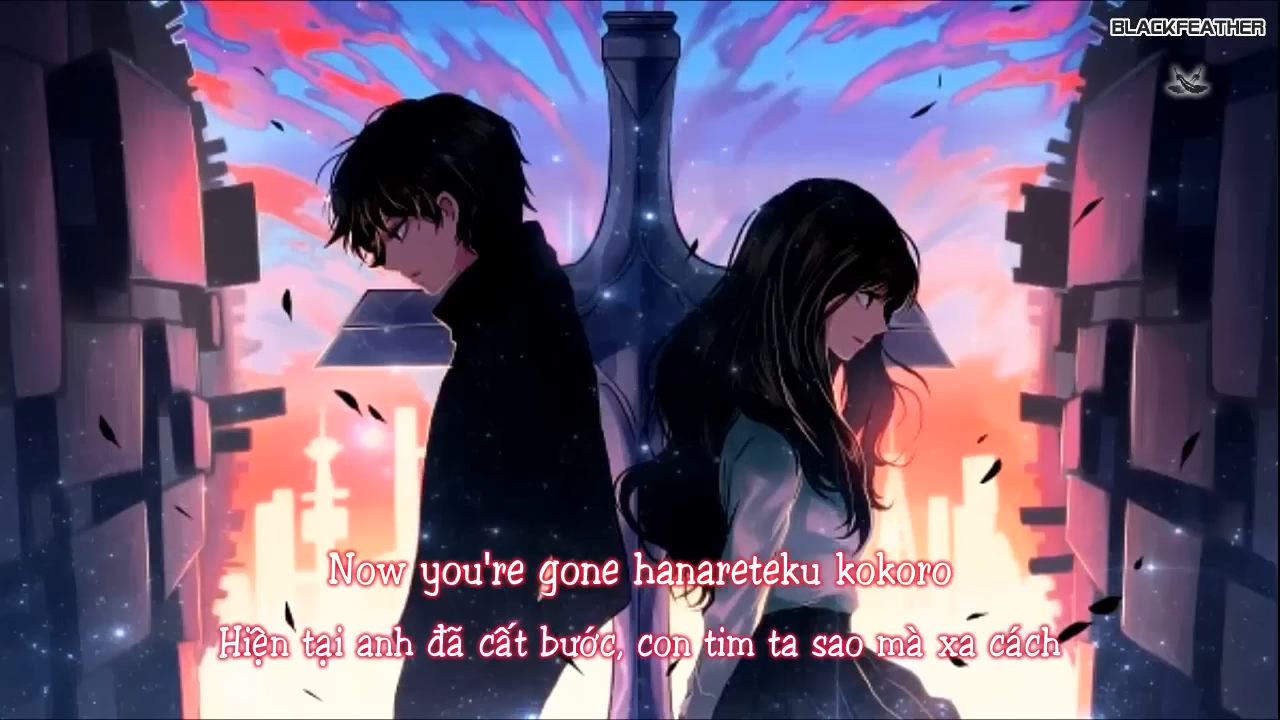 BLACKFEATHER
Now you're gone hanareteku kokoro
Hiện tại anh đã cất bước, con tim ta sao mà xa cách